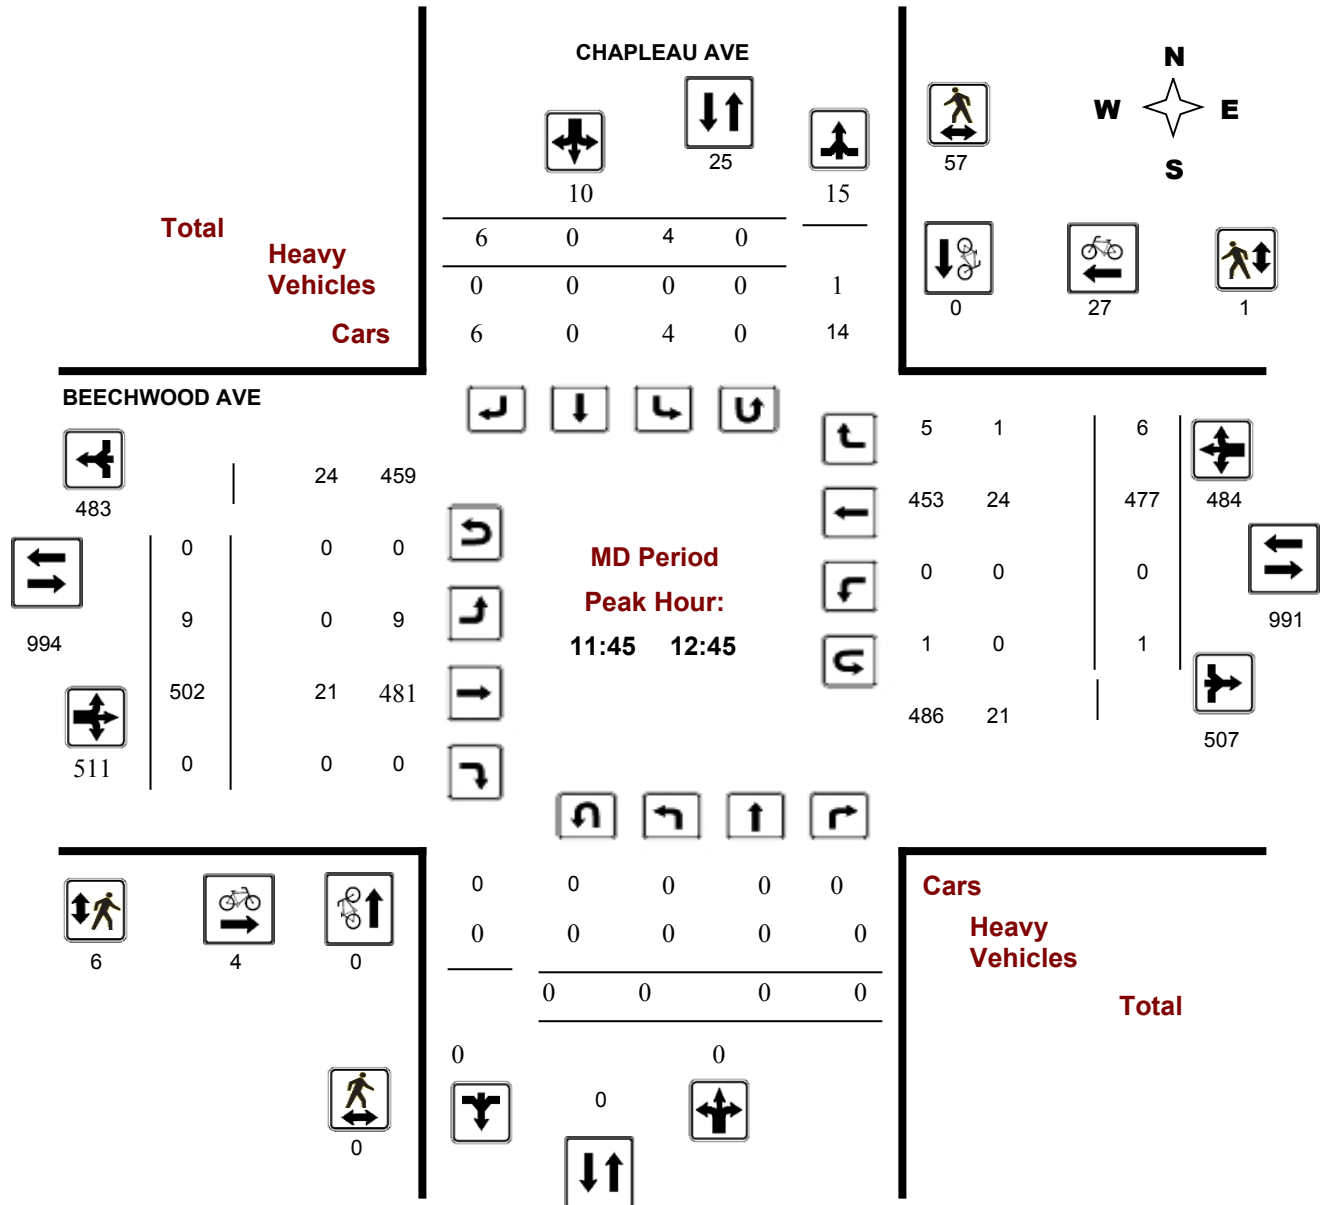 CHAPLEAU AVE
N
W E
S
25
57
10
15
Total
6 0 4 0
Heavy
Vehicles
0 0 0 0 1
0 27 1
Cars
6 0 4 0 14
BEECHWOOD AVE
5 1 6
24 459
483
453 24 477 484
0 0 0
MD Period
0 0 0
9 0 9
Peak Hour:
994
11:45 12:45
991
1 0 1
502 21 481
486 21
507
511 0 0 0
0 0 0 0 0
Cars
0 0 0 0 0
Heavy
Vehicles
6 4 0
0 0 0 0
Total
0 0
0
0